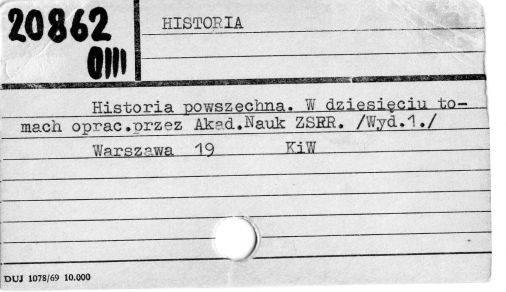 20862
0III
HISTORIA
Historia powszechna. W dziesięciu to-
mach oprac.przez Akad.Nauk ZSRR. /Wyd.1./
Warszawa 19 KiW
DUJ 1078/69 10.000